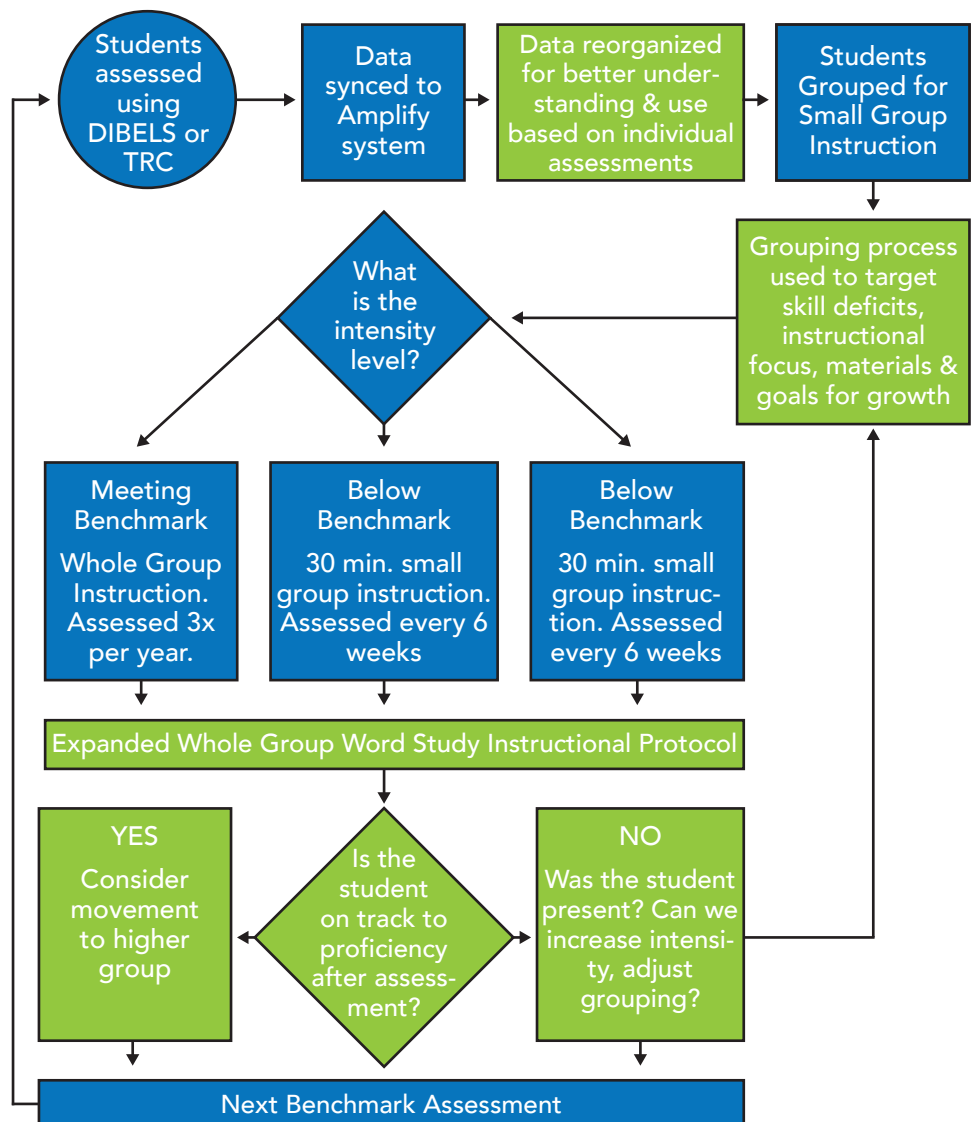 Students
assessed
using
DIBELS or
TRC
Data
synced to
Amplify
system
Data reorganized
for better under-
standing & use
based on individual
assessments
Students
Grouped for
Small Group
Instruction
Grouping process
used to target
skill deficits,
instructional
focus, materials &
goals for growth
What
is the
intensity
level?
Meeting
Benchmark
Whole Group
Instruction.
Assessed 3x
per year.
Below
Benchmark
30 min. small
group instruction.
Assessed every 6
weeks
Below
Benchmark
30 min. small
group instruc-
tion. Assessed
every 6 weeks
Expanded Whole Group Word Study Instructional Protocol
YES
Consider
movement
to higher
group
Is the
student
on track to
proficiency
after assess-
ment?
NO
Was the student
present? Can we
increase intensi-
ty, adjust
grouping?
Next Benchmark Assessment